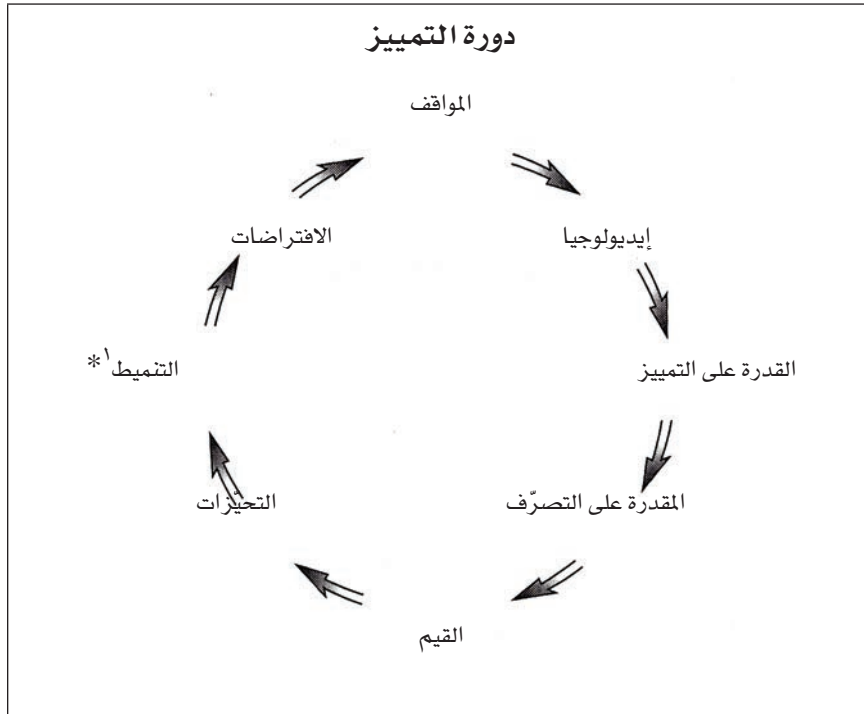 دورة التمييز
المواقف
إيديولوجيا
الافتراضات
القدرة على التمييز
التنميط١*
المقدرة على التصرّف
التحيّزات
القيم